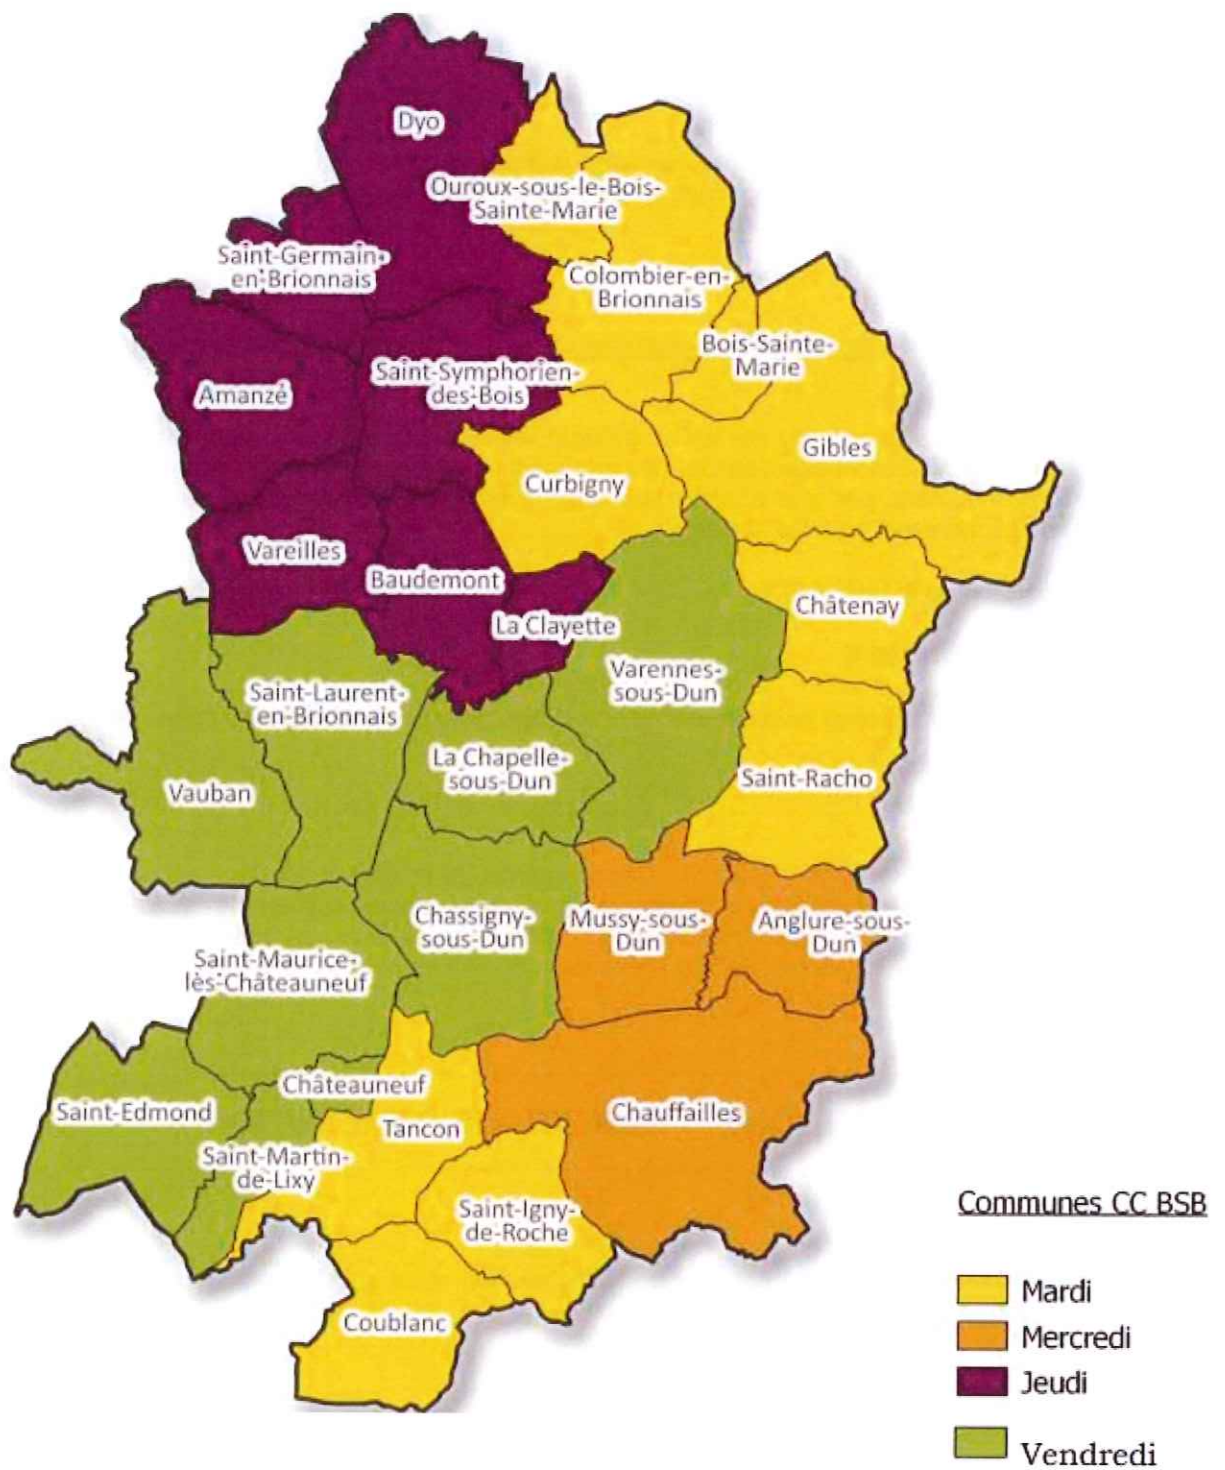 Dyo
Ouroux-sous-le-Bois-
Sainte-Marie
Saint-Germain-
en-Brionnais
Colombier-en-
Brionnais
Bois-Sainte-
Marie
Saint-Symphorien-
des-Bois
Amanzé
Gibles
Curbigny
Vareilles
Baudemont
La Clayette
Châtenay
Varennes-
sous-Dun
Saint-Laurent-
en-Brionnais
La Chapelle-
sous-Dun
Saint-Racho
Vauban
Chassigny-
sous-Dun
Mussy-sous-
Dun
Anglure-sous-
Dun
Saint-Maurice-
lès-Châteauneuf
Châteauneuf
Saint-Edmond
Chauffailles
Tancon
Saint-Martin-
de-Lixy
Saint-Igny-
de-Roche
Coublanc
Communes CC BSB
Mardi
Mercredi
Jeudi
Vendredi